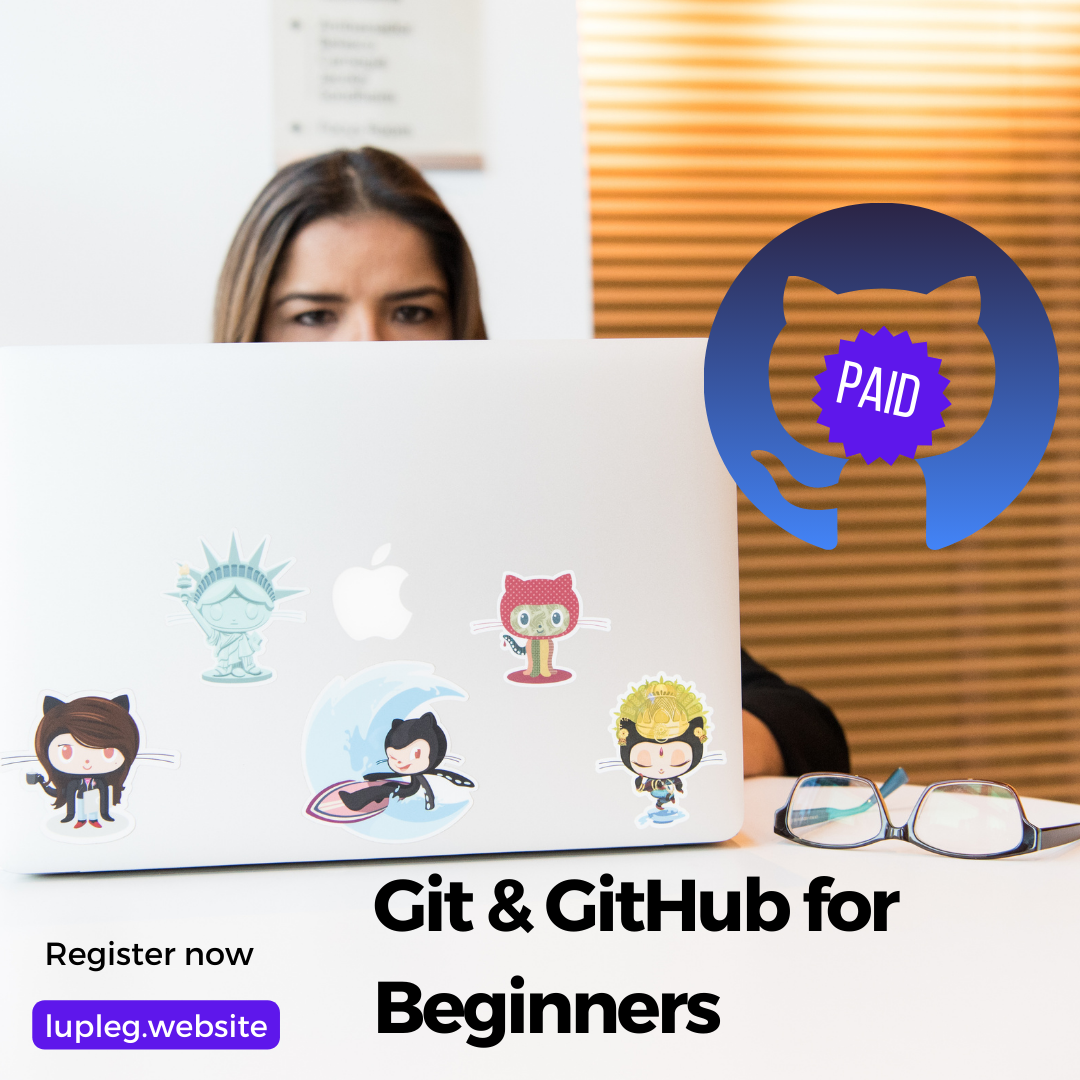 PAID
Git & GitHub for
Beginners
Register now
lupleg.website